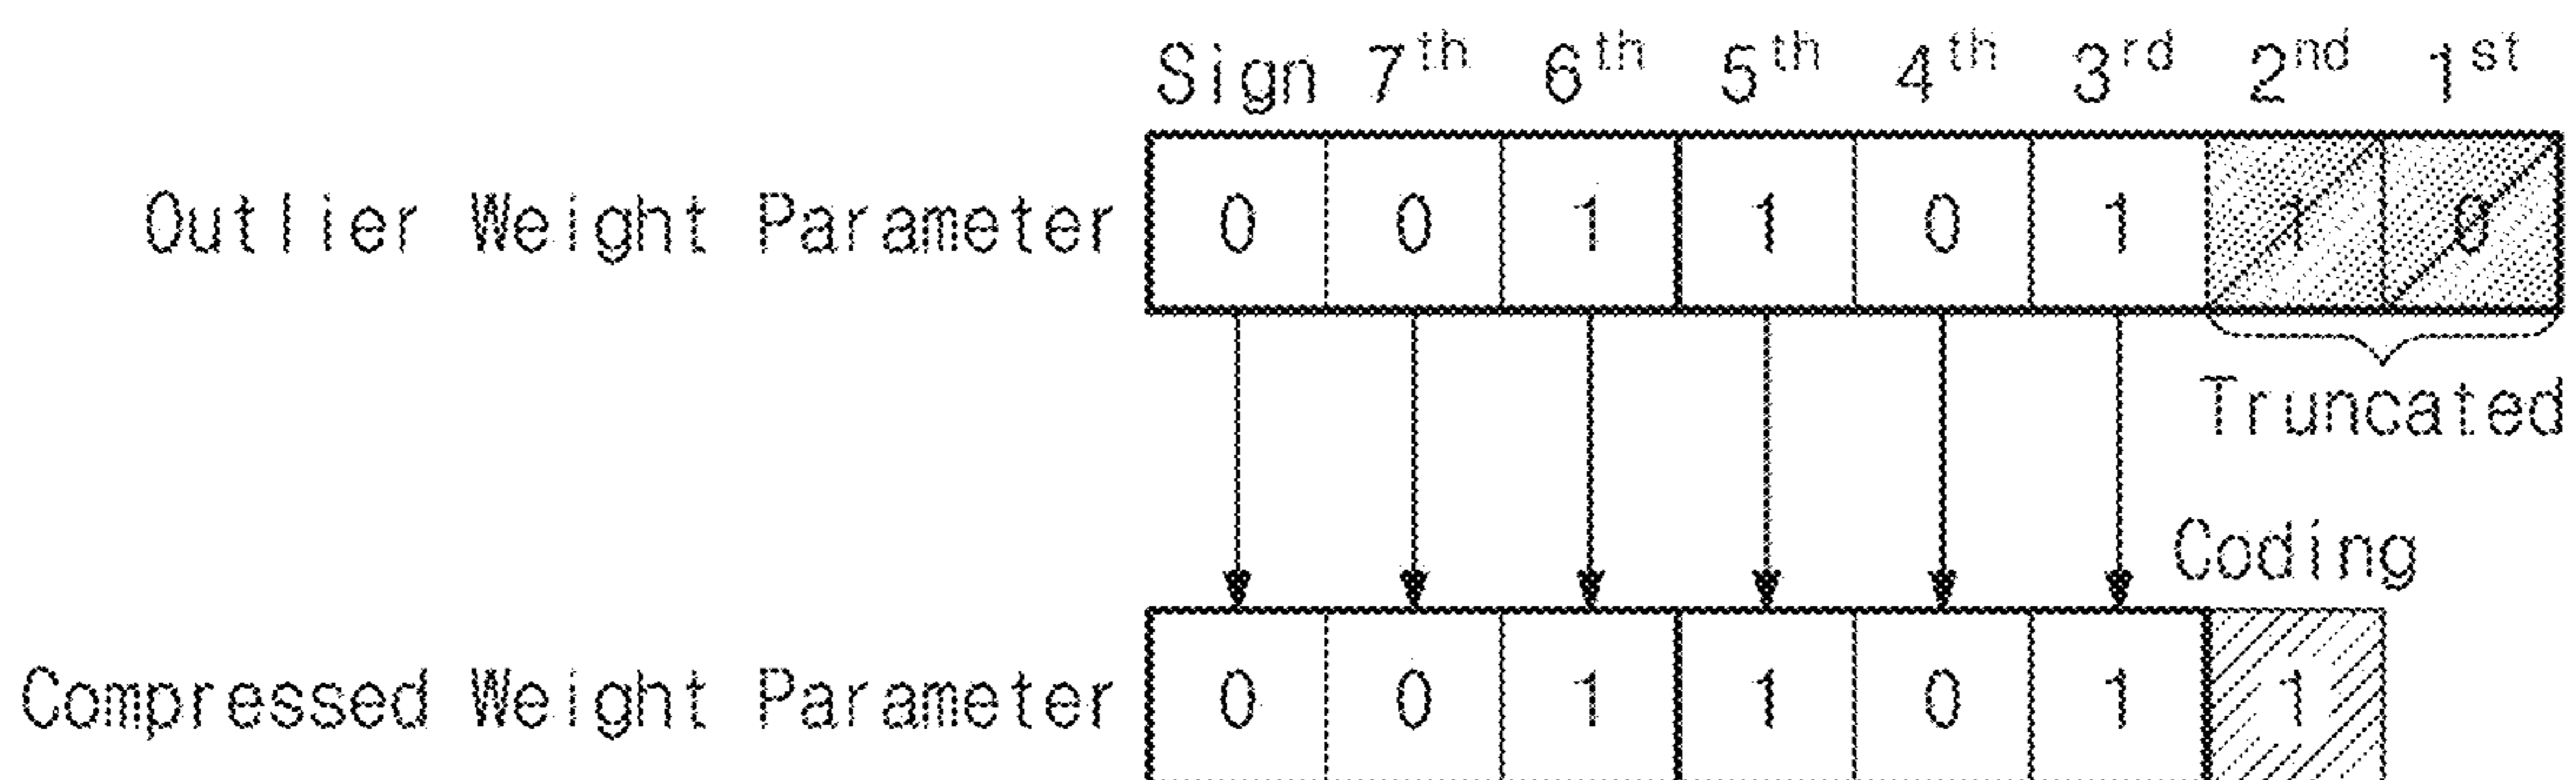 Sign 7th 6th 5th 4th 3rd 2nd 1st
Outlier Weight Parameter 0 0 1 1 0 1 1 0
Truncated
Coding
Compressed Weight Parameter 0 0 1 1 0 1 1